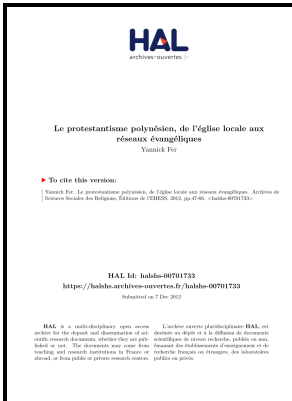 HAL
archives-ouvertes.fr
Le protestantisme polynésien, de l'église locale aux
réseaux évangéliques
Yannick Fer
▶ To cite this version:
Yannick Fer. Le protestantisme polynésien, de l'église locale aux réseaux évangéliques. Archives de
Sciences Sociales des Religions, Éditions de l'EHESS, 2012, pp.47-66. <halshs-00701733>
HAL Id: halshs-00701733
https://halshs.archives-ouvertes.fr/halshs-00701733
Submitted on 7 Dec 2012
HAL is a multi-disciplinary open access
archive for the deposit and dissemination of sci-
entific research documents, whether they are pub-
lished or not. The documents may come from
teaching and research institutions in France or
abroad, or from public or private research centers.
L'archive ouverte pluridisciplinaire HAL, est
destinée au dépôt et à la diffusion de documents
scientifiques de niveau recherche, publiés ou non,
émanant des établissements d'enseignement et de
recherche français ou étrangers, des laboratoires
publics ou privés.